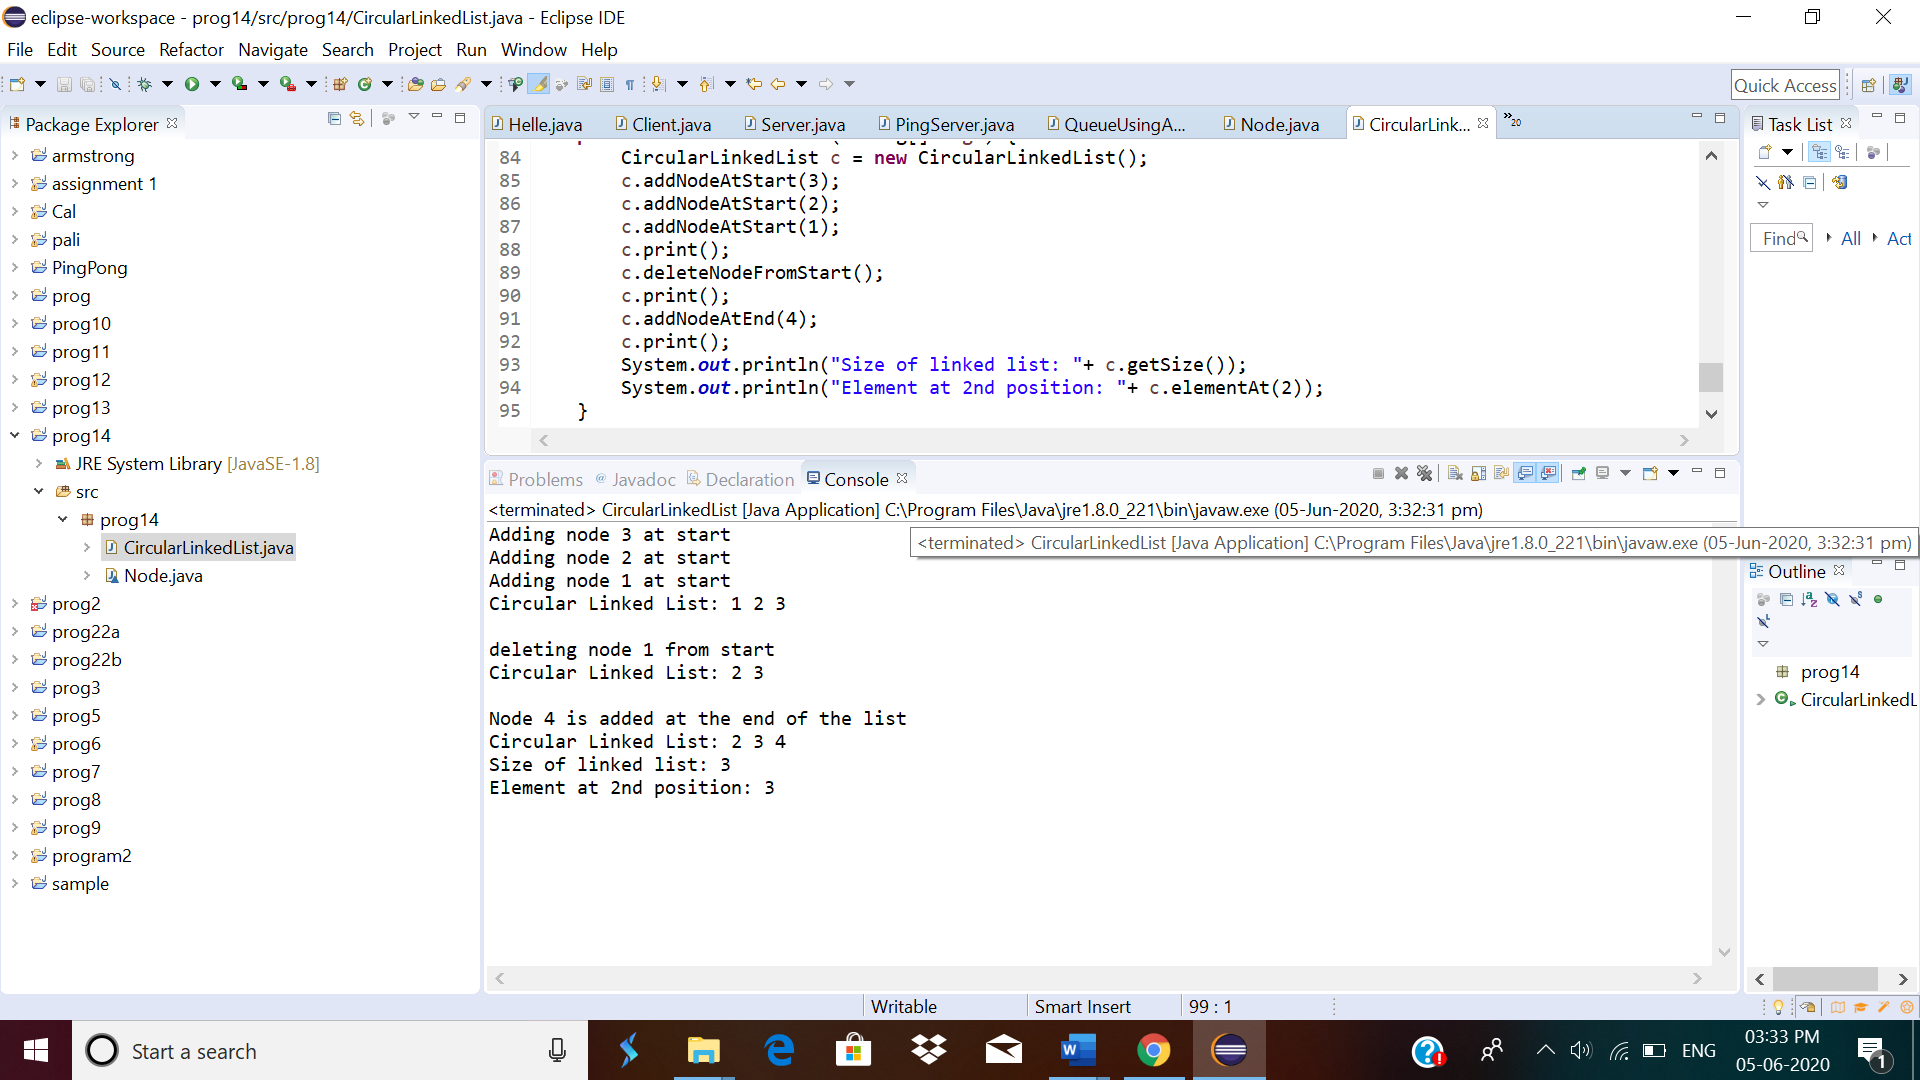 eclipse-workspace - prog14/src/prog14/CircularLinkedList.java - Eclipse IDE
File Edit Source Refactor Navigate Search Project Run Window Help
Quick Access
Package Explorer
armstrong
assignment 1
Cal
pali
PingPong
prog
prog10
prog11
prog12
prog13
prog14
JRE System Library [JavaSE-1.8]
src
prog14
CircularLinkedList.java
Node.java
prog2
prog22a
prog22b
prog3
prog5
prog6
prog7
prog8
prog9
program2
sample
Helle.java Client.java Server.java PingServer.java QueueUsingA... Node.java CircularLink... »20
84 CircularLinkedList c = new CircularLinkedList();
85 c.addNodeAtStart(3);
86 c.addNodeAtStart(2);
87 c.addNodeAtStart(1);
88 c.print();
89 c.deleteNodeFromStart();
90 c.print();
91 c.addNodeAtEnd(4);
92 c.print();
93 System.out.println("Size of linked list: "+ c.getSize());
94 System.out.println("Element at 2nd position: "+ c.elementAt(2));
95 }
Problems Javadoc Declaration Console
<terminated> CircularLinkedList [Java Application] C:\Program Files\Java\jre1.8.0_221\bin\javaw.exe (05-Jun-2020, 3:32:31 pm)
<terminated> CircularLinkedList [Java Application] C:\Program Files\Java\jre1.8.0_221\bin\javaw.exe (05-Jun-2020, 3:32:31 pm)
Adding node 3 at start
Adding node 2 at start
Adding node 1 at start
Circular Linked List: 1 2 3
deleting node 1 from start
Circular Linked List: 2 3
Node 4 is added at the end of the list
Circular Linked List: 2 3 4
Size of linked list: 3
Element at 2nd position: 3
Task List
Find All Act
Outline
prog14
CircularLinkedL
Writable Smart Insert 99 : 1
Start a search
ENG
03:33 PM
05-06-2020
1